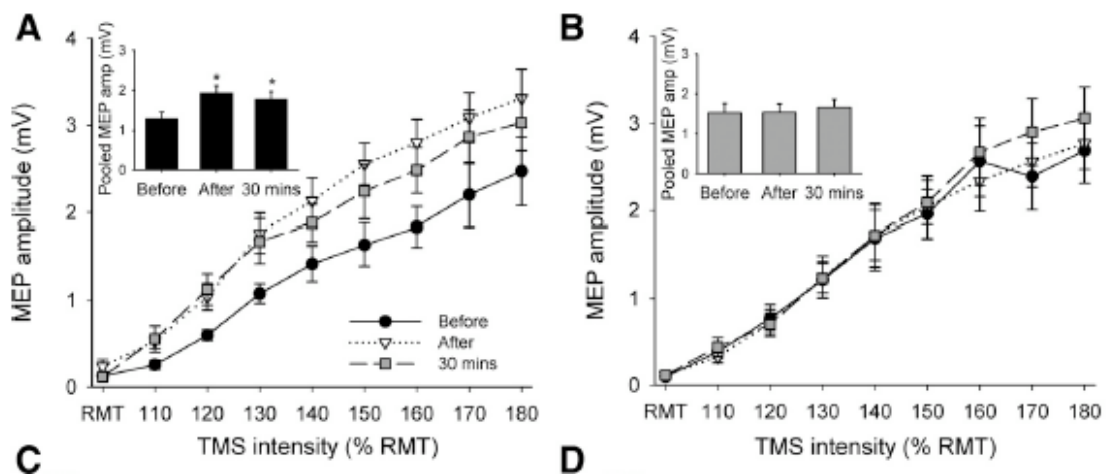 A
4
3
2
1
0
MEP amplitude (mV)
Pooled MEP amp (mV)
3
2
1
0
* *
Before After 30 mins
Before
After
30 mins
RMT 110 120 130 140 150 160 170 180
TMS intensity (% RMT)
B
4
3
2
1
0
MEP amplitude (mV)
Pooled MEP amp (mV)
3
2
1
0
Before After 30 mins
RMT 110 120 130 140 150 160 170 180
TMS intensity (% RMT)
C
D